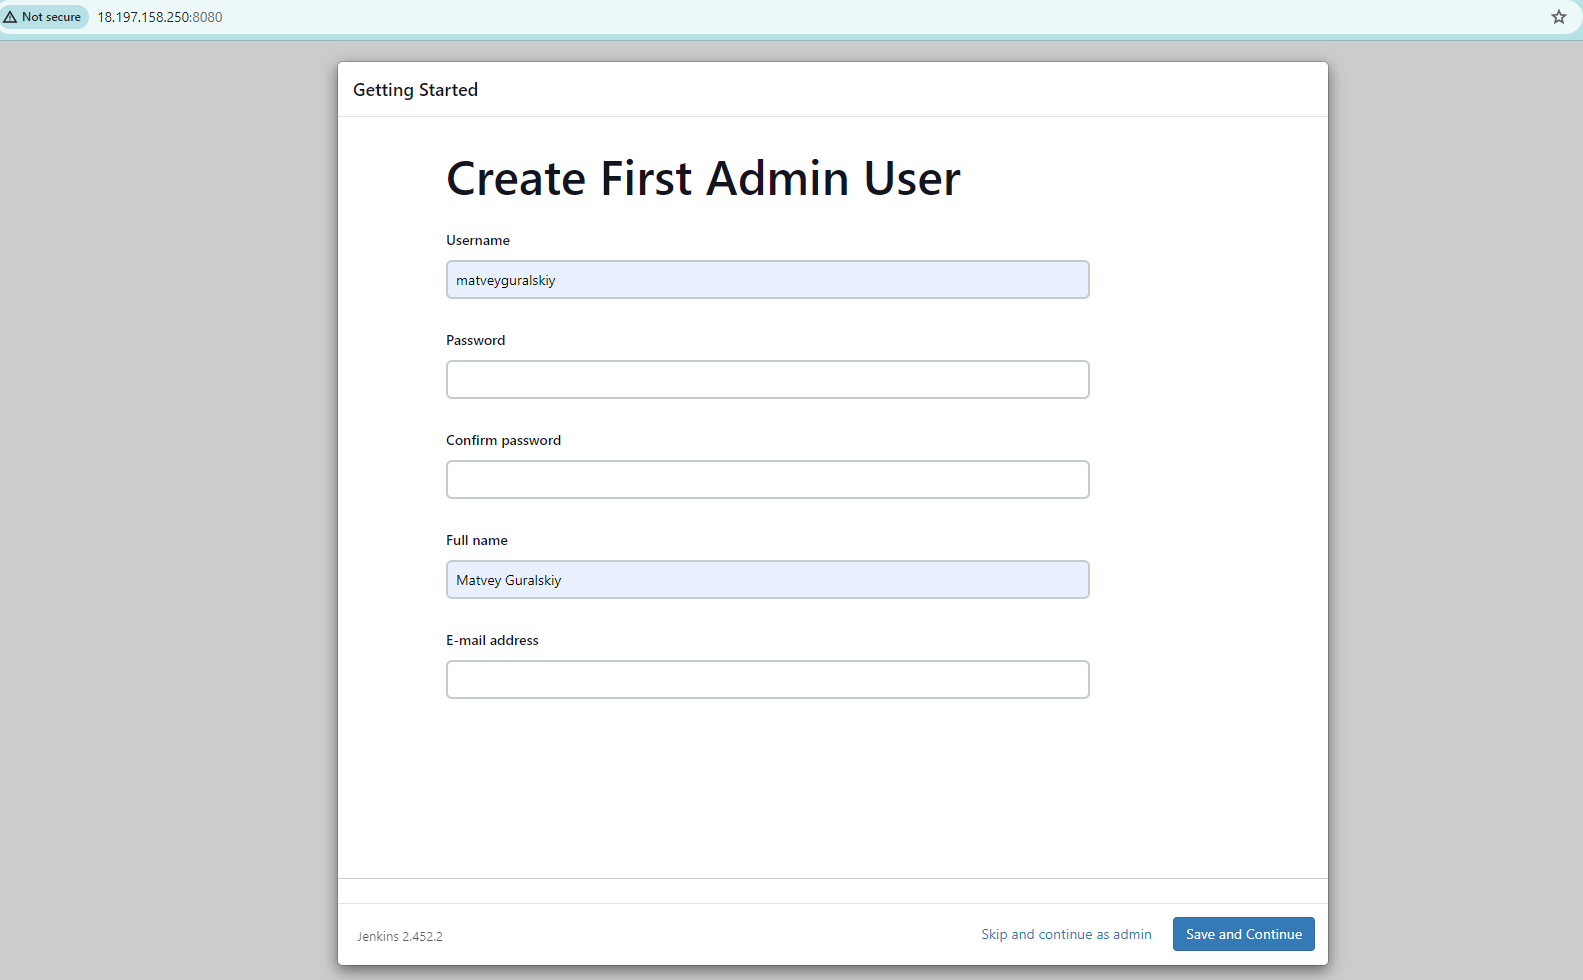 Not secure 18.197.158.250:8080
Getting Started
Create First Admin User
Username
matveyguralskiy
Password
Confirm password
Full name
Matvey Guralskiy
E-mail address
Jenkins 2.452.2 Skip and continue as admin Save and Continue